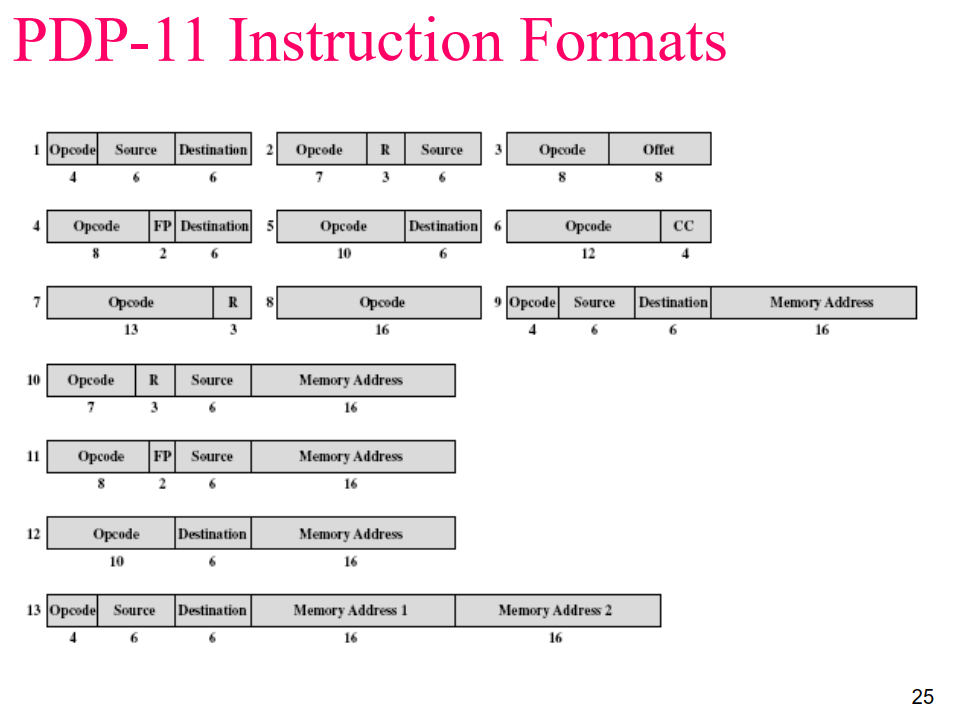 PDP-11 Instruction Formats
1 Opcode Source Destination 2 Opcode R Source 3 Opcode Offet
4 6 6 7 3 6 8 8
4 Opcode FP Destination 5 Opcode Destination 6 Opcode CC
8 2 6 10 6 12 4
7 Opcode R 8 Opcode 9 Opcode Source Destination Memory Address
13 3 16 4 6 6 16
10 Opcode R Source Memory Address
7 3 6 16
11 Opcode FP Source Memory Address
8 2 6 16
12 Opcode Destination Memory Address
10 6 16
13 Opcode Source Destination Memory Address 1 Memory Address 2
4 6 6 16 16
25